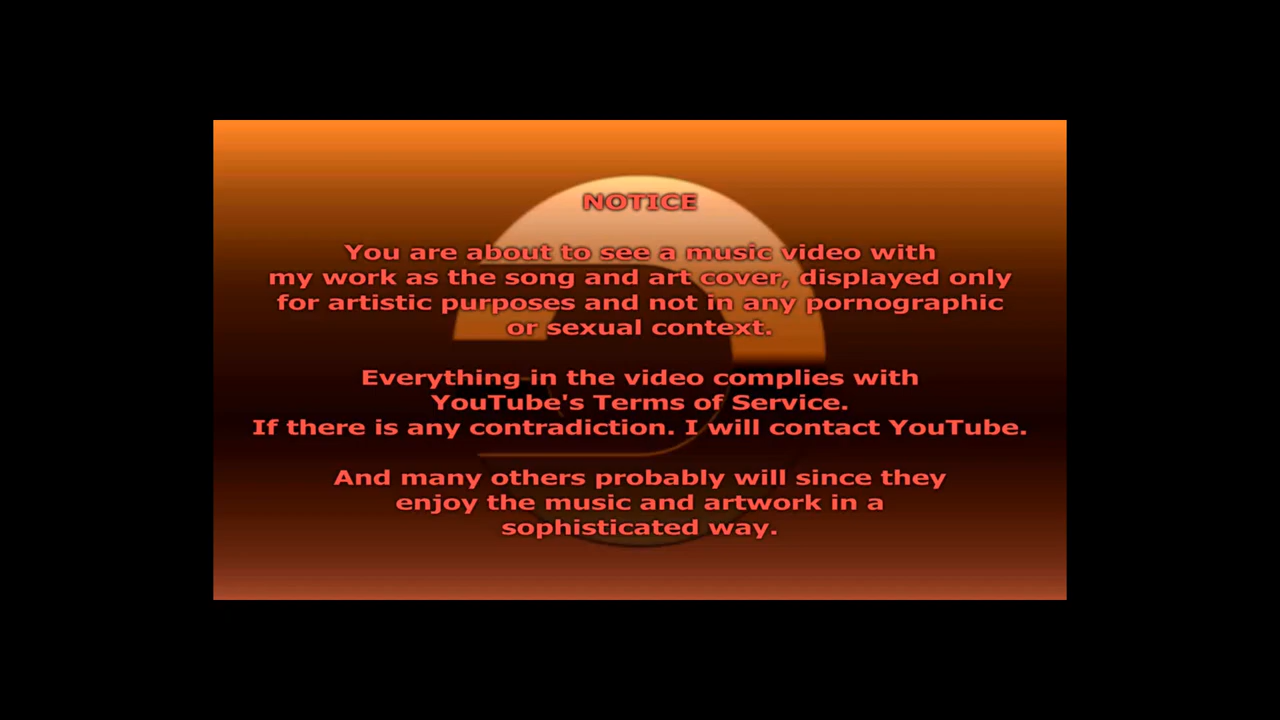 NOTICE
You are about to see a music video with
my work as the song and art cover, displayed only
for artistic purposes and not in any pornographic
or sexual context.
Everything in the video complies with
YouTube's Terms of Service.
If there is any contradiction. I will contact YouTube.
And many others probably will since they
enjoy the music and artwork in a
sophisticated way.